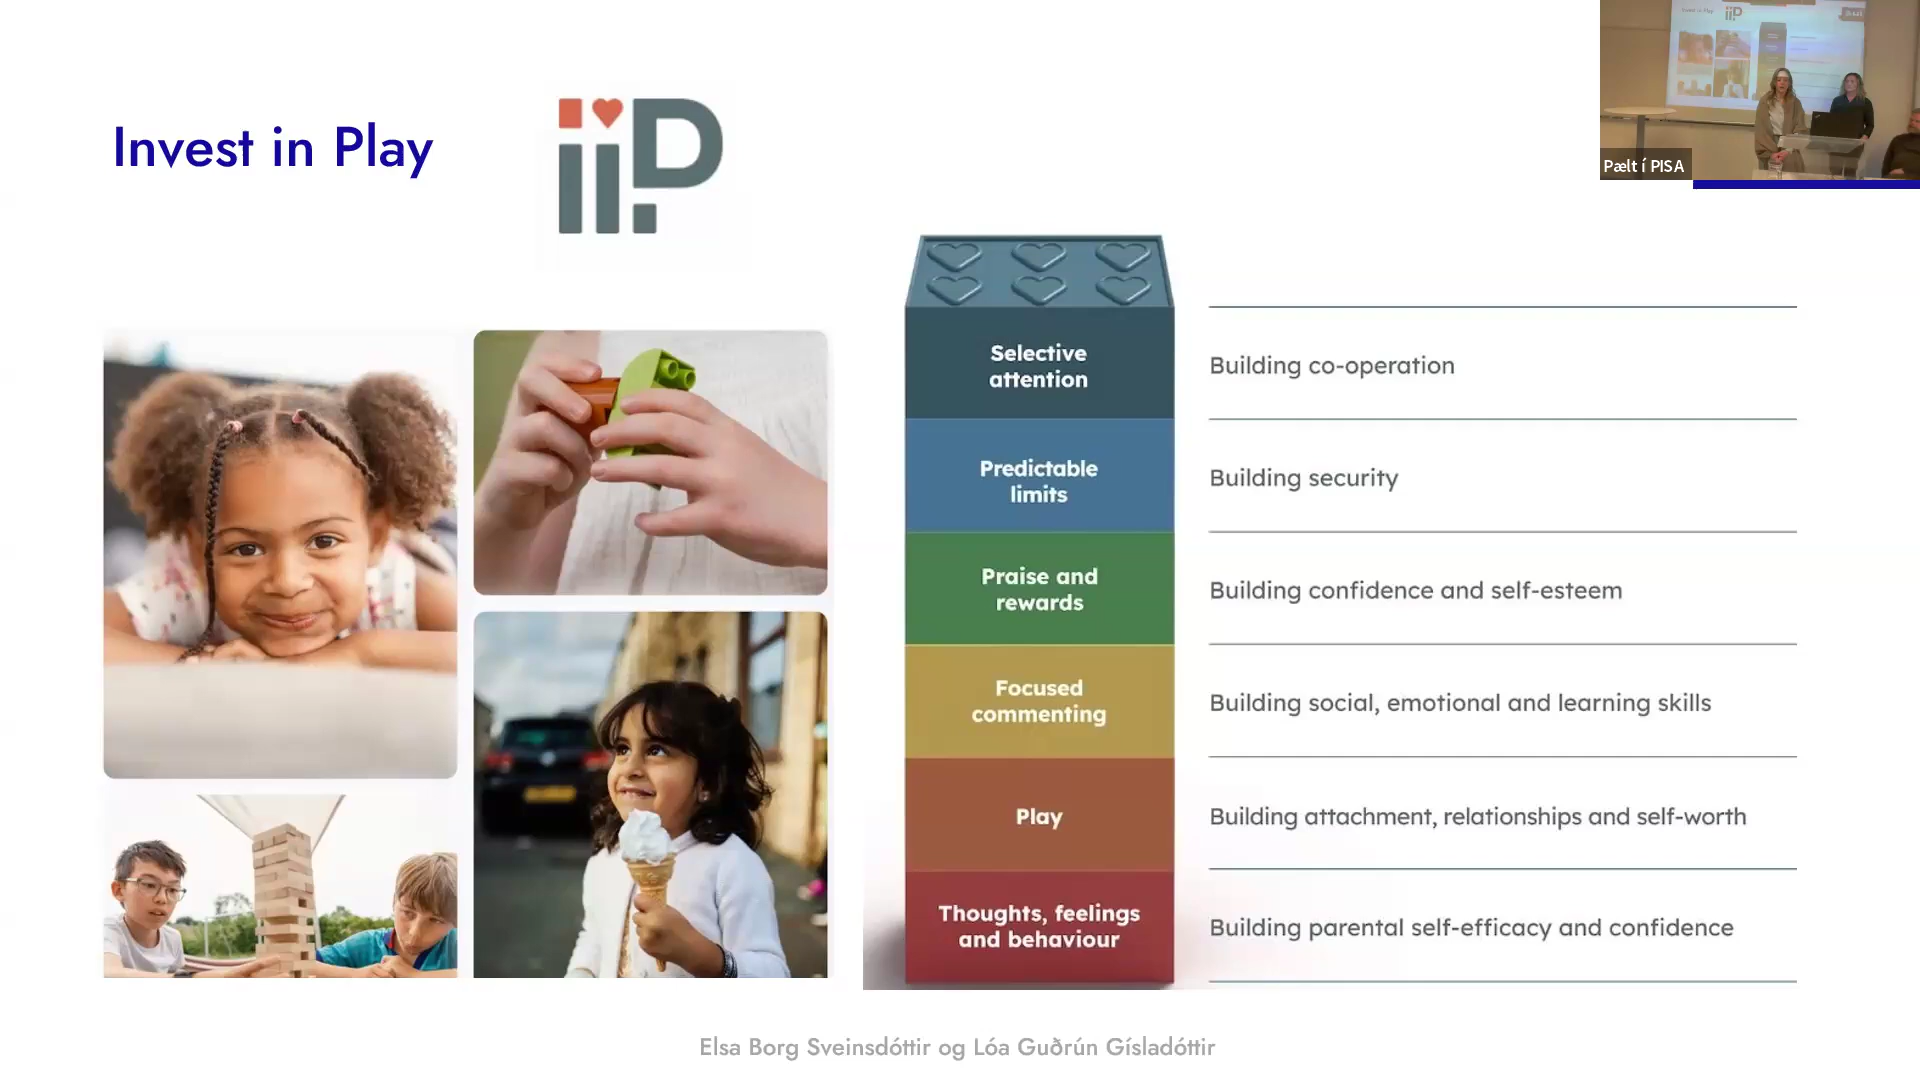 Invest in Play
iiP
Pælt í PISA
Selective
attention
Building co-operation
Predictable
limits
Building security
Praise and
rewards
Building confidence and self-esteem
Focused
commenting
Building social, emotional and learning skills
Play
Building attachment, relationships and self-worth
Thoughts, feelings
and behaviour
Building parental self-efficacy and confidence
Elsa Borg Sveinsdóttir og Lóa Guðrún Gísladóttir